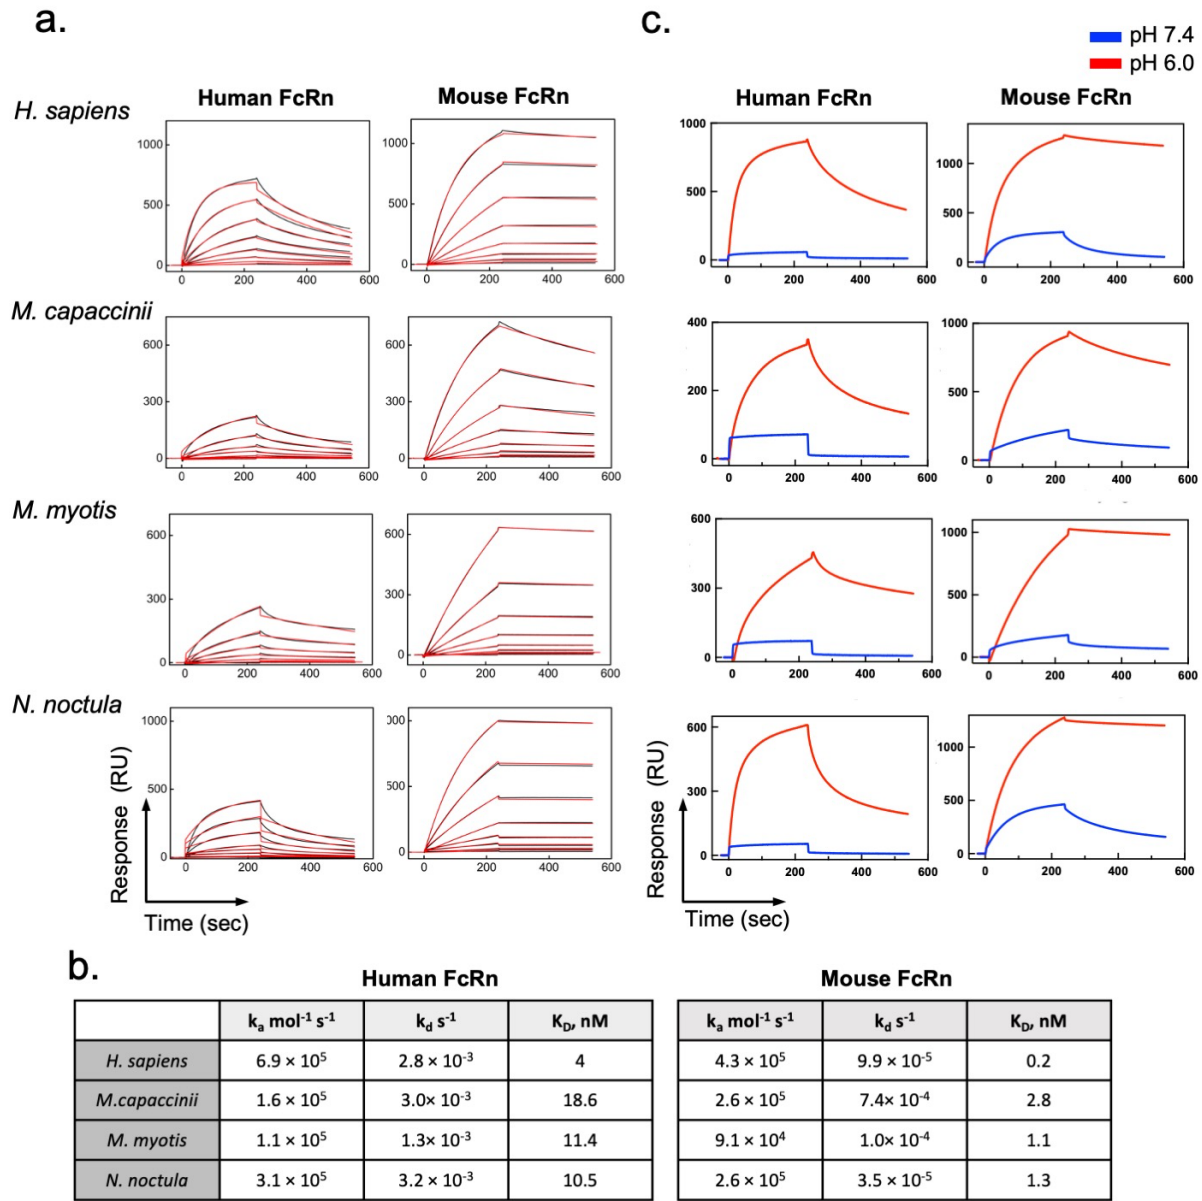 a.
c.
pH 7.4
pH 6.0
Human FcRn
Mouse FcRn
Human FcRn
Mouse FcRn
H. sapiens
1000
500
0
0 200 400 600
1000
500
0
0 200 400 600
1000
500
0
0 200 400 600
1000
500
0
0 200 400 600
M. capaccinii
600
300
0
0 200 400 600
600
300
0
0 200 400 600
400
200
0
0 200 400 600
1000
500
0
0 200 400 600
M. myotis
600
300
0
0 200 400 600
600
300
0
0 200 400 600
600
300
0
0 200 400 600
1000
500
0
0 200 400 600
N. noctula
1000
500
0
0 200 400 600
000
500
0
0 200 400 600
600
300
0
0 200 400 600
1000
500
0
0 200 400 600
Response (RU)
Time (sec)
Response (RU)
Time (sec)
b.
Human FcRn
Mouse FcRn
kₐ mol⁻¹ s⁻¹ k_d s⁻¹ K_D, nM kₐ mol⁻¹ s⁻¹ k_d s⁻¹ K_D, nM
H. sapiens 6.9 × 10⁵ 2.8 × 10⁻³ 4 4.3 × 10⁵ 9.9 × 10⁻⁵ 0.2
M.capaccinii 1.6 × 10⁵ 3.0× 10⁻³ 18.6 2.6 × 10⁵ 7.4× 10⁻⁴ 2.8
M. myotis 1.1 × 10⁵ 1.3× 10⁻³ 11.4 9.1 × 10⁴ 1.0× 10⁻⁴ 1.1
N. noctula 3.1 × 10⁵ 3.2 × 10⁻³ 10.5 2.6 × 10⁵ 3.5× 10⁻⁵ 1.3